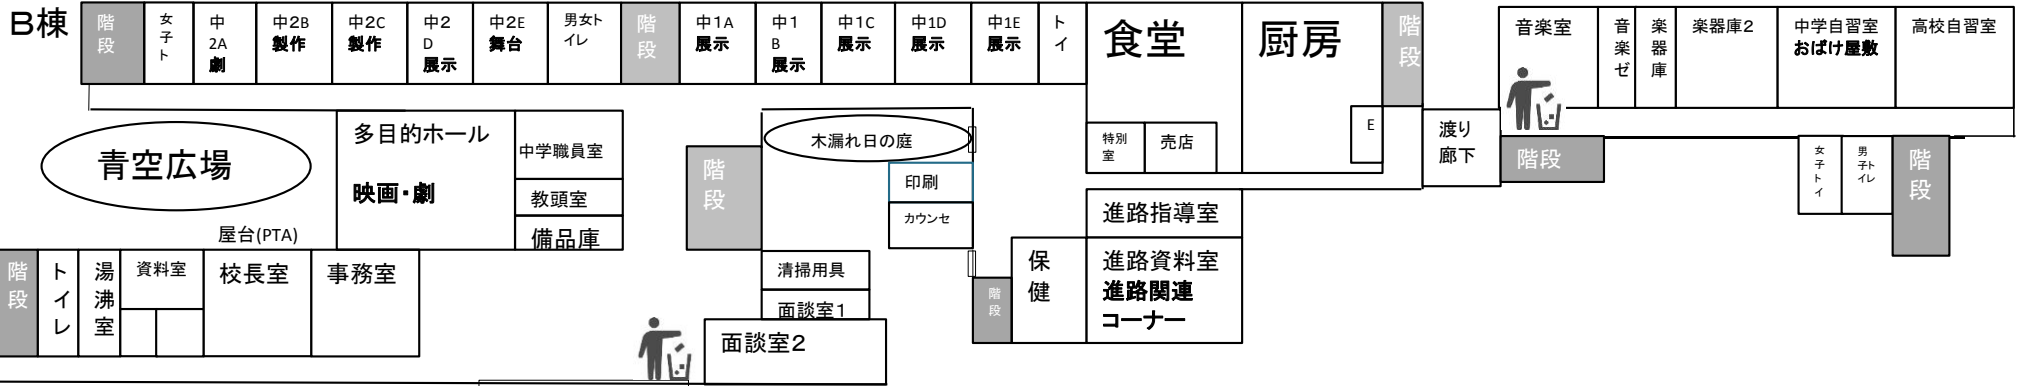 B棟
階
段
女
子
ト
中
2A
劇
中2B
製作
中2C
製作
中2
D
展示
中2E
舞台
男女ト
イレ
階
段
中1A
展示
中1
B
展示
中1C
展示
中1D
展示
中1E
展示
ト
イ
食堂
厨房
階
段
音楽室
音
楽
ゼ
楽
器
庫
楽器庫2
中学自習室
おばけ屋敷
高校自習室
青空広場
屋台(PTA)
多目的ホール
映画・劇
中学職員室
教頭室
備品庫
階
段
木漏れ日の庭
印刷
カウンセ
特別
室
売店
E
渡り
廊下
階段
女
子
ト
イ
男
子ト
イレ
階
段
進路指導室
階
段
ト
イ
レ
湯
沸
室
資料室
校長室
事務室
清掃用具
面談室1
面談室2
階
段
保
健
進路資料室
進路関連
コーナー